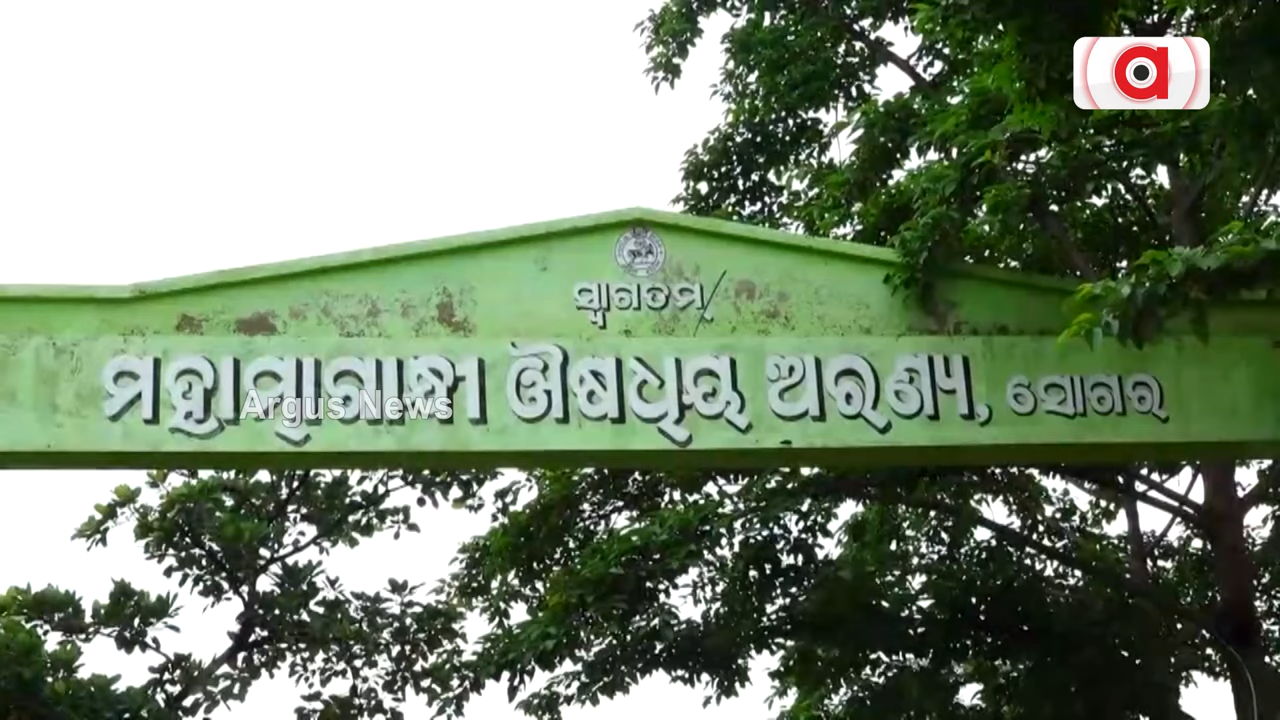 ସ୍ୱାଗତମ୍
ମହାତ୍ମାଗାନ୍ଧୀ ଔଷଧୀୟ ଅରଣ୍ୟ, ସୋଗର
Argus News